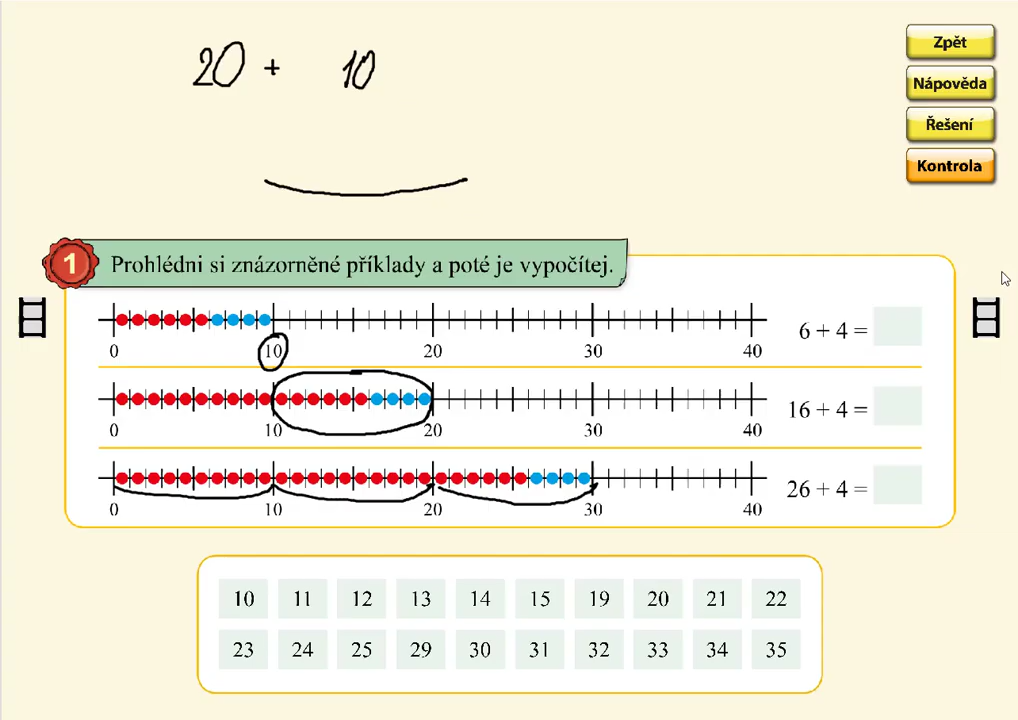 20 + 10
Zpět
Nápověda
Řešení
Kontrola
1 Prohlédni si znázorněné příklady a poté je vypočítej.
0 10 20 30 40 6 + 4 =
0 10 20 30 40 16 + 4 =
0 10 20 30 40 26 + 4 =
10 11 12 13 14 15 19 20 21 22
23 24 25 29 30 31 32 33 34 35